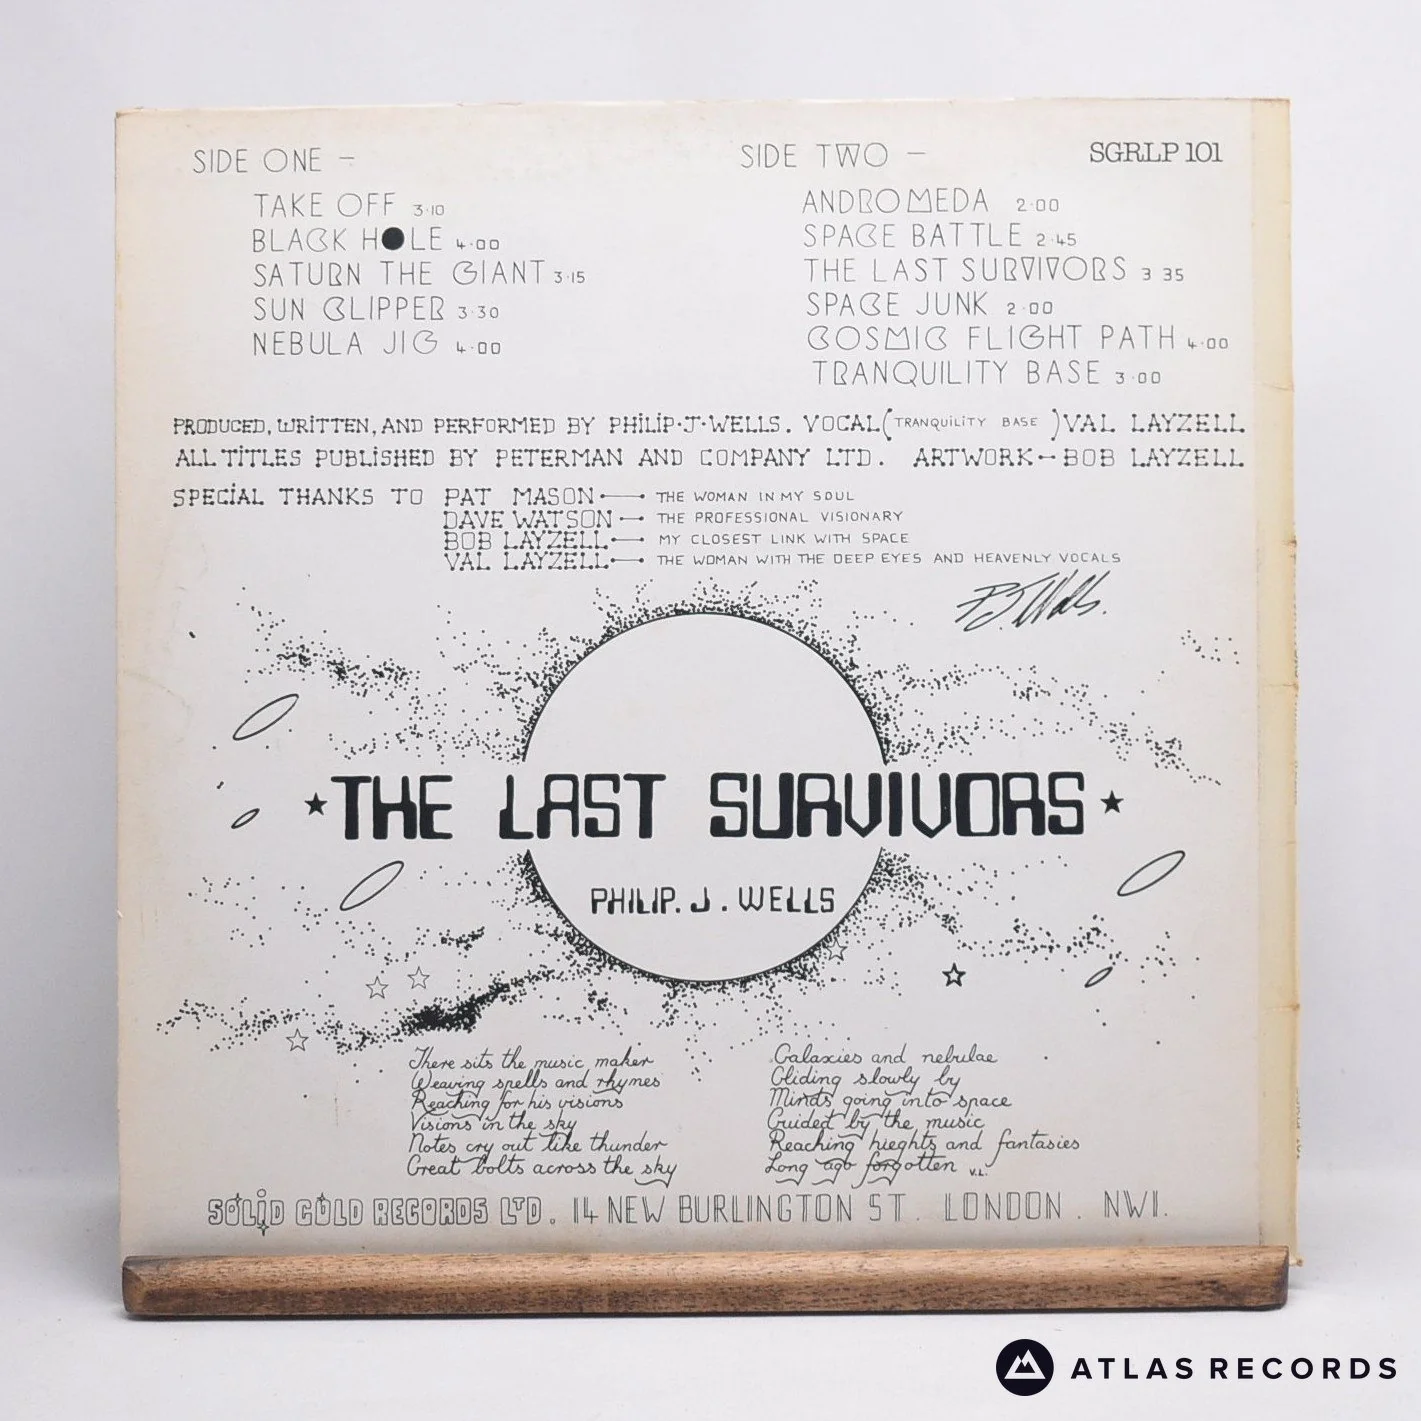 SIDE ONE -
TAKE OFF 3·10
BLACK HOLE 4·00
SATURN THE GIANT 3·15
SUN CLIPPER 3·30
NEBULA JIG 4·00
SIDE TWO -
SGRLP 101
ANDROMEDA 2·00
SPACE BATTLE 2·45
THE LAST SURVIVORS 3 35
SPACE JUNK 2·00
COSMIC FLIGHT PATH 4·00
TRANQUILITY BASE 3·00
PRODUCED, WRITTEN, AND PERFORMED BY PHILIP·J·WELLS. VOCAL (TRANQUILITY BASE) VAL LAYZELL
ALL TITLES PUBLISHED BY PETERMAN AND COMPANY LTD. ARTWORK - BOB LAYZELL
SPECIAL THANKS TO PAT MASON THE WOMAN IN MY SOUL
DAVE WATSON THE PROFESSIONAL VISIONARY
BOB LAYZELL MY CLOSEST LINK WITH SPACE
VAL LAYZELL THE WOMAN WITH THE DEEP EYES AND HEAVENLY VOCALS
P.J. Wells.
★THE LAST SURVIVORS★
PHILIP. J. WELLS
There sits the music maker
Weaving spells and rhymes
Reaching for his visions
Visions in the sky
Notes cry out like thunder
Great bolts across the sky
Galaxies and nebulae
Gliding slowly by
Minds going into space
Guided by the music
Reaching hieghts and fantasies
Long ago forgotten V.L.
SOLID GOLD RECORDS LTD. 14 NEW BURLINGTON ST. LONDON. NW1.
ATLAS RECORDS